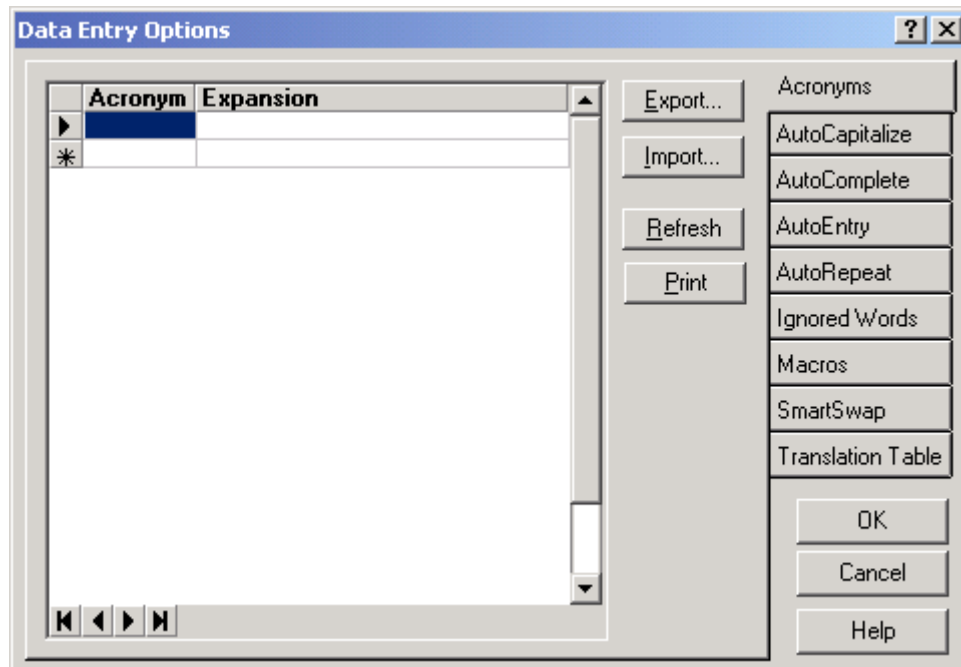 Data Entry Options
Acronym Expansion
Export...
Import...
Refresh
Print
Acronyms
AutoCapitalize
AutoComplete
AutoEntry
AutoRepeat
Ignored Words
Macros
SmartSwap
Translation Table
OK
Cancel
Help